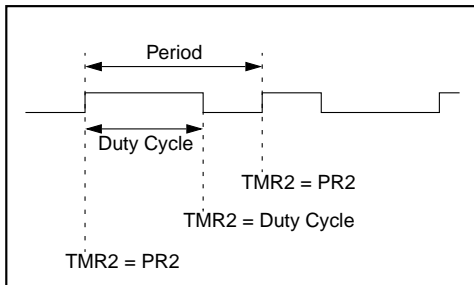 Period
Duty Cycle
TMR2 = PR2
TMR2 = Duty Cycle
TMR2 = PR2